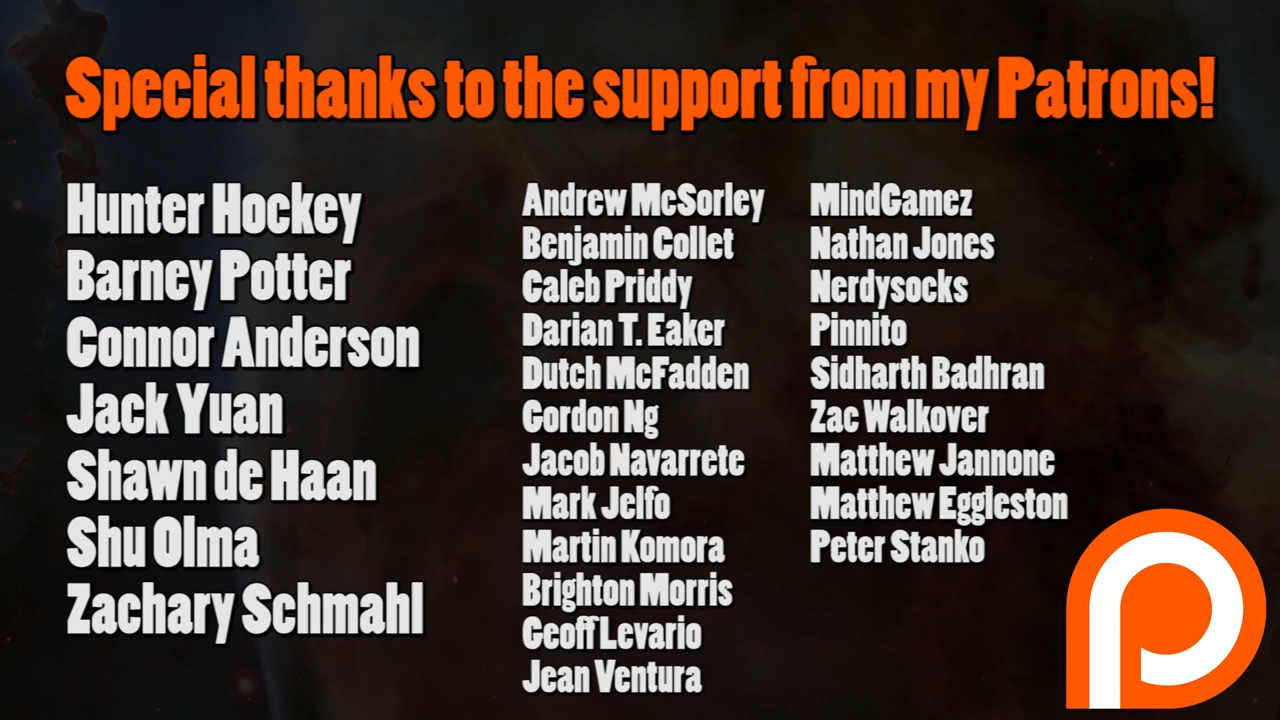 Special thanks to the support from my Patrons!
Hunter Hockey
Barney Potter
Connor Anderson
Jack Yuan
Shawn de Haan
Shu Olma
Zachary Schmahl
Andrew McSorley
Benjamin Collet
Caleb Priddy
Darian T. Eaker
Dutch McFadden
Gordon Ng
Jacob Navarrete
Mark Jelfo
Martin Komora
Brighton Morris
Geoff Levario
Jean Ventura
MindGamez
Nathan Jones
Nerdysocks
Pinnito
Sidharth Badhran
Zac Walkover
Matthew Jannone
Matthew Eggleston
Peter Stanko